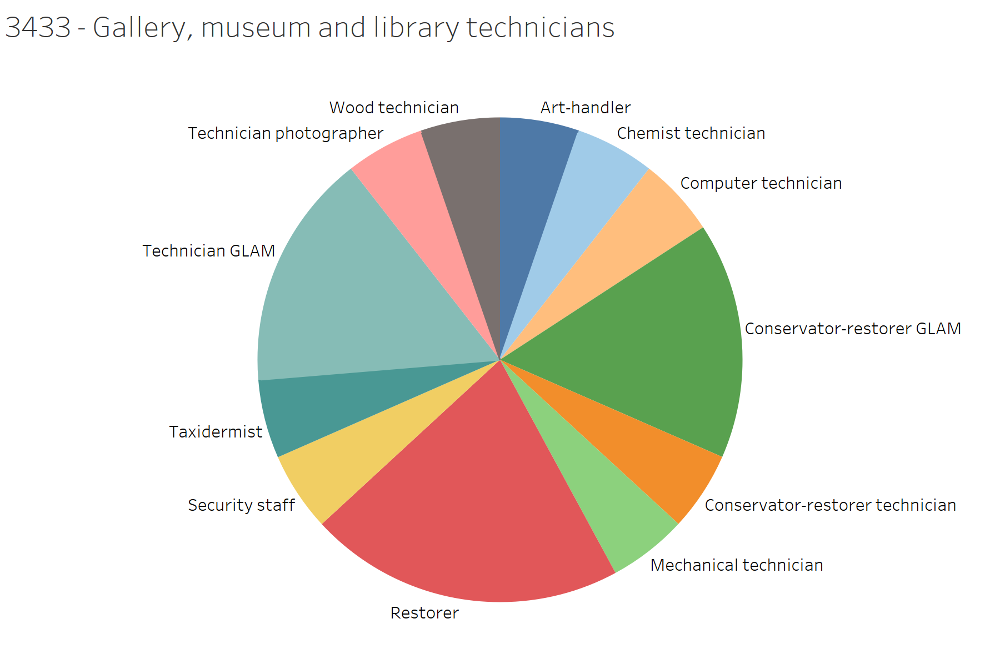 3433 - Gallery, museum and library technicians
Wood technician
Art-handler
Technician photographer
Chemist technician
Computer technician
Technician GLAM
Conservator-restorer GLAM
Taxidermist
Security staff
Conservator-restorer technician
Mechanical technician
Restorer